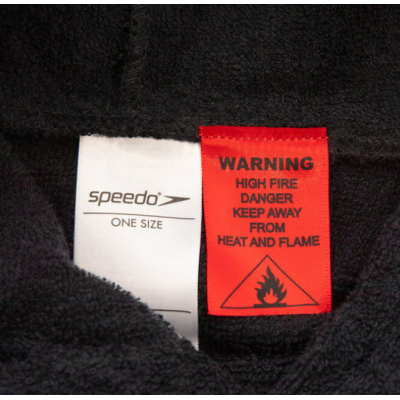 speedo
ONE SIZE
WARNING
HIGH FIRE
DANGER
KEEP AWAY
FROM
HEAT AND FLAME